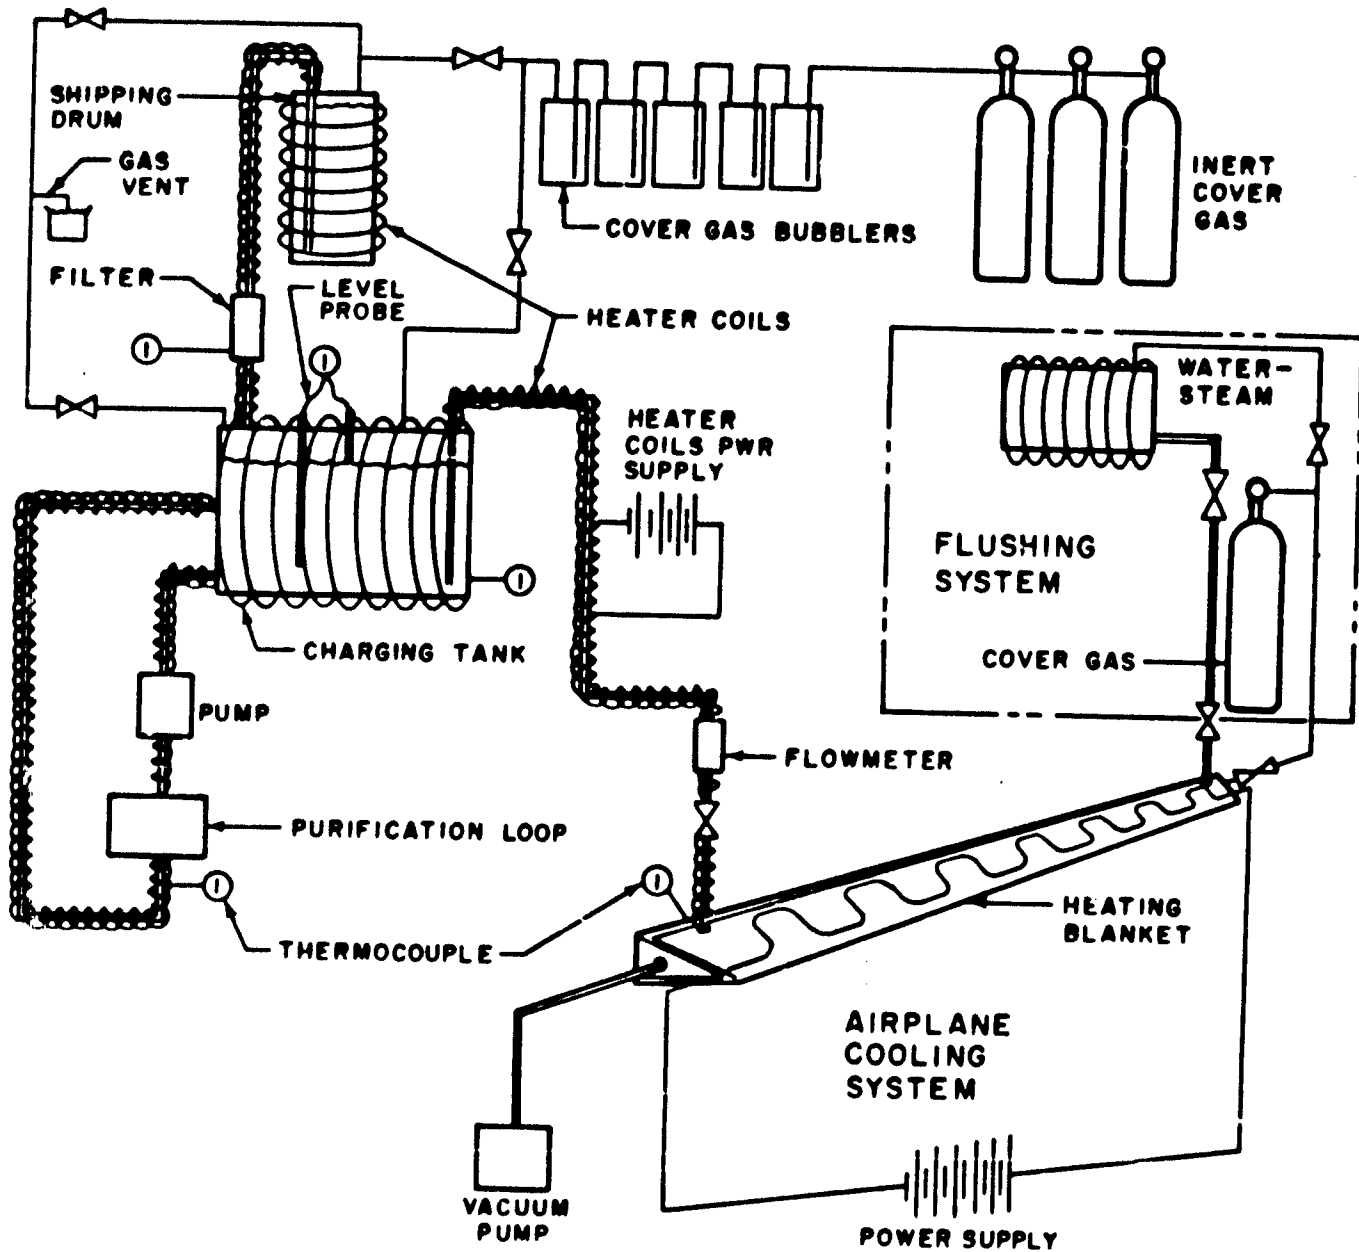 SHIPPING
DRUM
GAS
VENT
INERT
COVER
GAS
COVER GAS BUBBLERS
FILTER
LEVEL
PROBE
HEATER COILS
I
I
WATER-
STEAM
HEATER
COILS PWR
SUPPLY
FLUSHING
SYSTEM
I
CHARGING TANK
COVER GAS
PUMP
FLOWMETER
PURIFICATION LOOP
I
I
HEATING
BLANKET
THERMOCOUPLE
AIRPLANE
COOLING
SYSTEM
VACUUM
PUMP
POWER SUPPLY